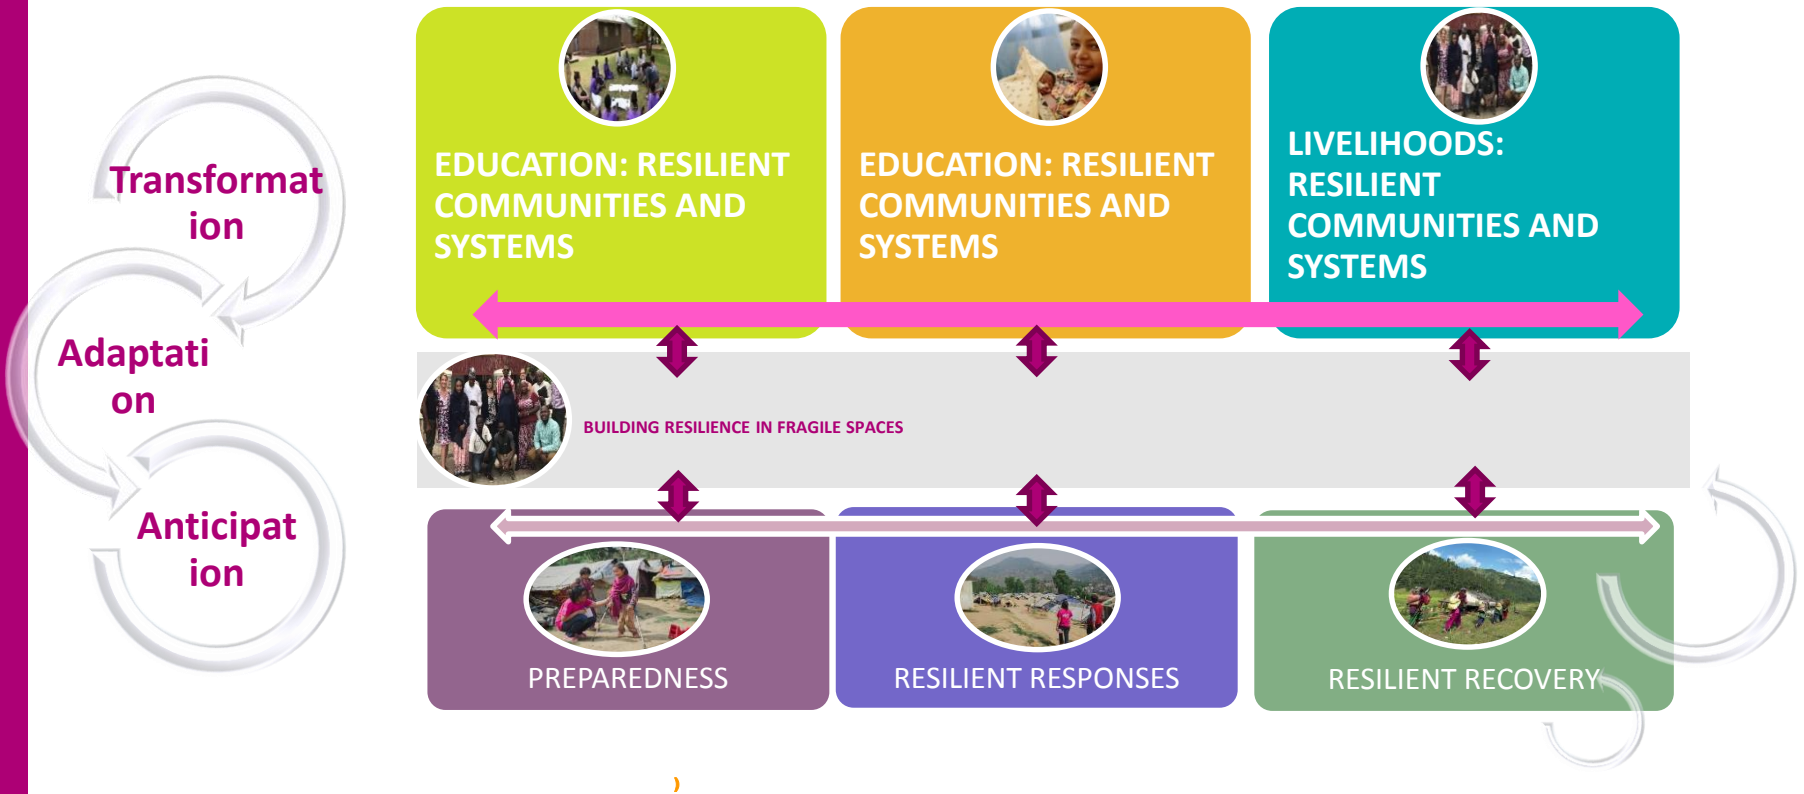 Transformat
ion
Adaptati
on
Anticipat
ion
EDUCATION: RESILIENT
COMMUNITIES AND
SYSTEMS
EDUCATION: RESILIENT
COMMUNITIES AND
SYSTEMS
LIVELIHOODS:
RESILIENT
COMMUNITIES AND
SYSTEMS
BUILDING RESILIENCE IN FRAGILE SPACES
PREPAREDNESS
RESILIENT RESPONSES
RESILIENT RECOVERY
)